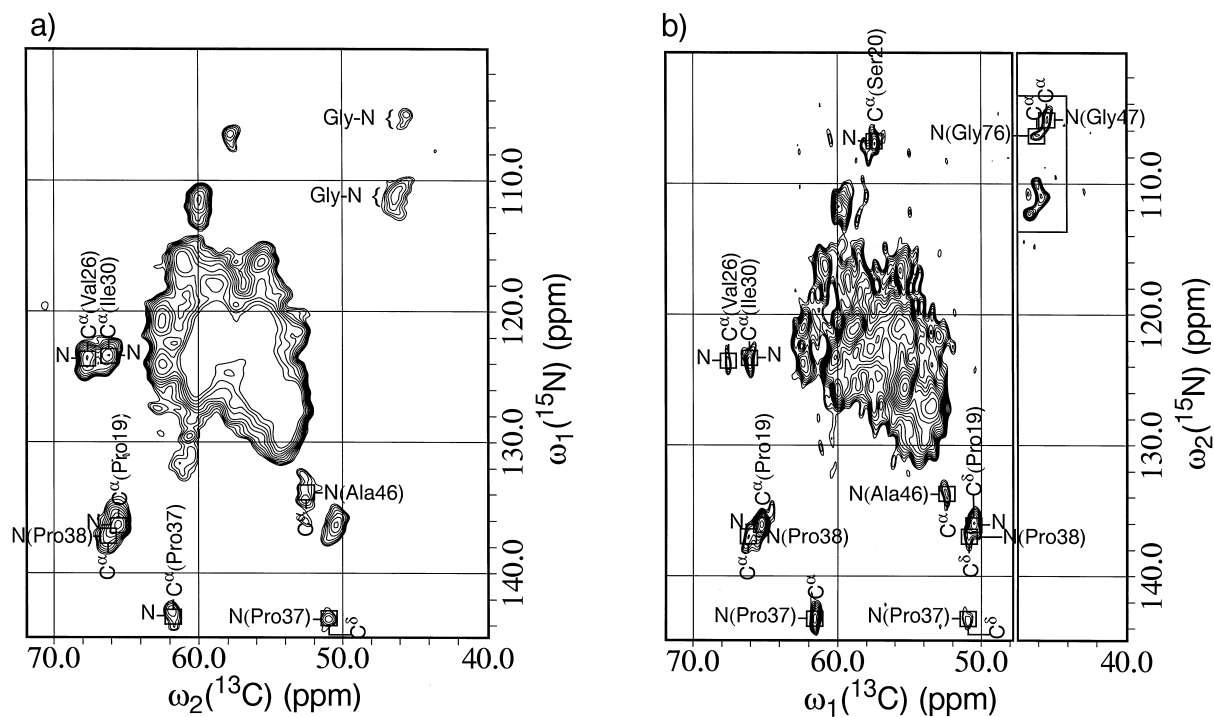 a)
Gly-N {
Gly-N {
110.0
120.0
130.0
140.0
ω1(15N) (ppm)
Cα(Val26)
Cα(Ile30)
N
N
Cα(Pro19)
N
N(Pro38)
Cα
Cα(Pro37)
N
N(Ala46)
Cα
N(Pro37)
Cδ
70.0 60.0 50.0 40.0
ω2(13C) (ppm)
b)
Cα(Ser20)
N
Cα
Cα
N(Gly76)
N(Gly47)
110.0
120.0
130.0
140.0
ω2(15N) (ppm)
Cα(Val26)
Cα(Ile30)
N
N
Cα(Pro19)
N
N(Pro38)
Cα
N(Ala46)
Cα
Cδ(Pro19)
N
N(Pro38)
Cδ
Cα
N(Pro37)
N(Pro37)
Cδ
70.0 60.0 50.0 40.0
ω1(13C) (ppm)